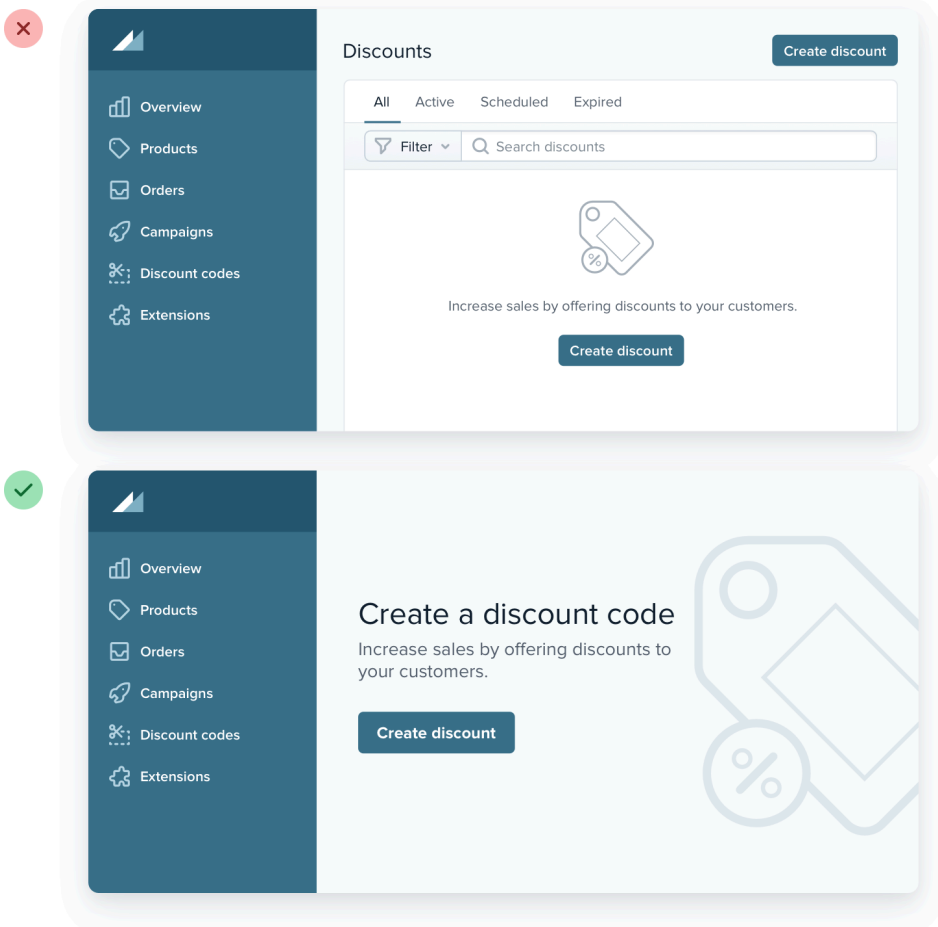 Discounts
Create discount
Overview
Products
Orders
Campaigns
Discount codes
Extensions
All Active Scheduled Expired
Filter Search discounts
%
Increase sales by offering discounts to your customers.
Create discount
Overview
Products
Orders
Campaigns
Discount codes
Extensions
Create a discount code
Increase sales by offering discounts to
your customers.
Create discount
%